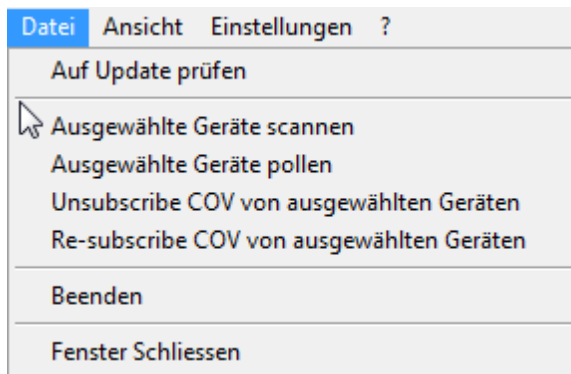 Datei Ansicht Einstellungen ?
Auf Update prüfen
Ausgewählte Geräte scannen
Ausgewählte Geräte pollen
Unsubscribe COV von ausgewählten Geräten
Re-subscribe COV von ausgewählten Geräten
Beenden
Fenster Schliessen